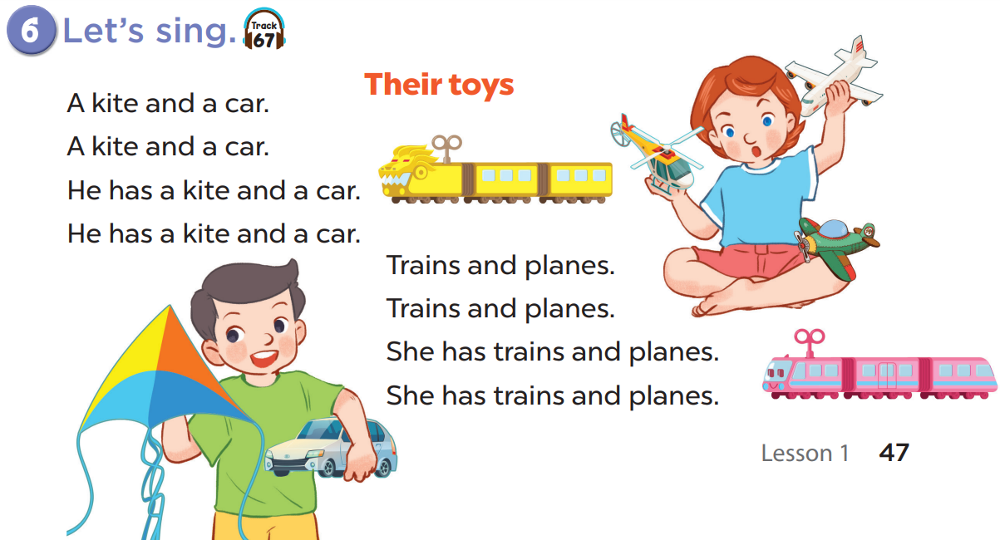 6 Let's sing. Track 67
Their toys
A kite and a car.
A kite and a car.
He has a kite and a car.
He has a kite and a car.
Trains and planes.
Trains and planes.
She has trains and planes.
She has trains and planes.
Lesson 1 47